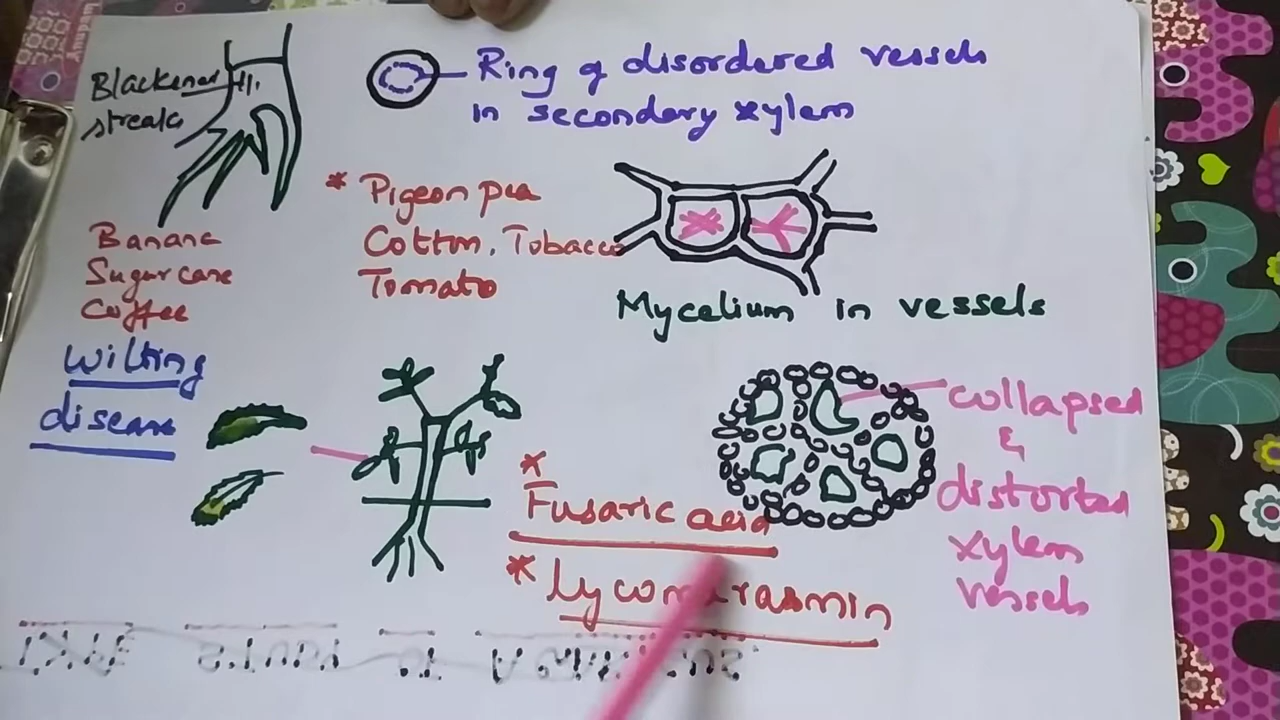 Blackened
streaks
Ring of disordered vessels
in secondary xylem
* Pigeon pea
Cotton, Tobacco
Tomato
Banana
Sugarcane
Coffee
Mycelium in vessels
Wilting
disease
collapsed
&
distorted
xylem
vessels
*
Fusaric acid
* Lycomarasmin